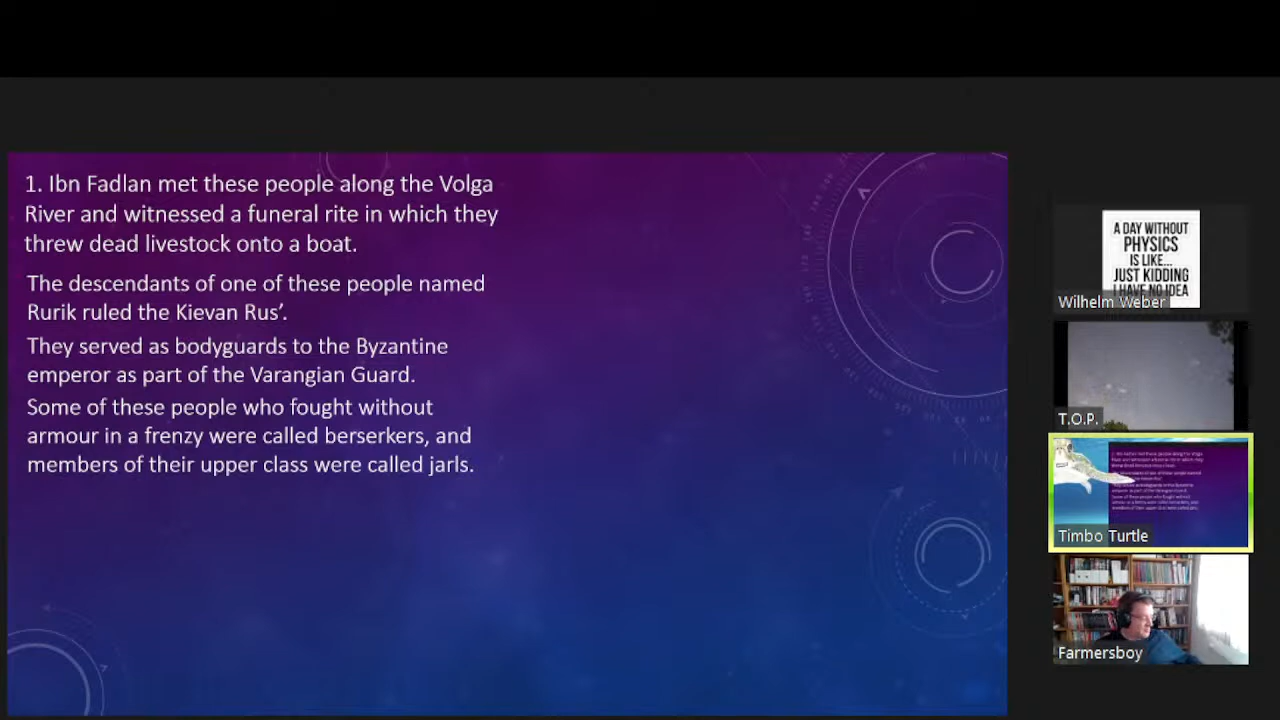 1. Ibn Fadlan met these people along the Volga
River and witnessed a funeral rite in which they
threw dead livestock onto a boat.
The descendants of one of these people named
Rurik ruled the Kievan Rus’.
They served as bodyguards to the Byzantine
emperor as part of the Varangian Guard.
Some of these people who fought without
armour in a frenzy were called berserkers, and
members of their upper class were called jarls.
A DAY WITHOUT
PHYSICS
IS LIKE...
JUST KIDDING
I HAVE NO IDEA
Wilhelm Weber
T.O.P.
Timbo Turtle
Farmersboy